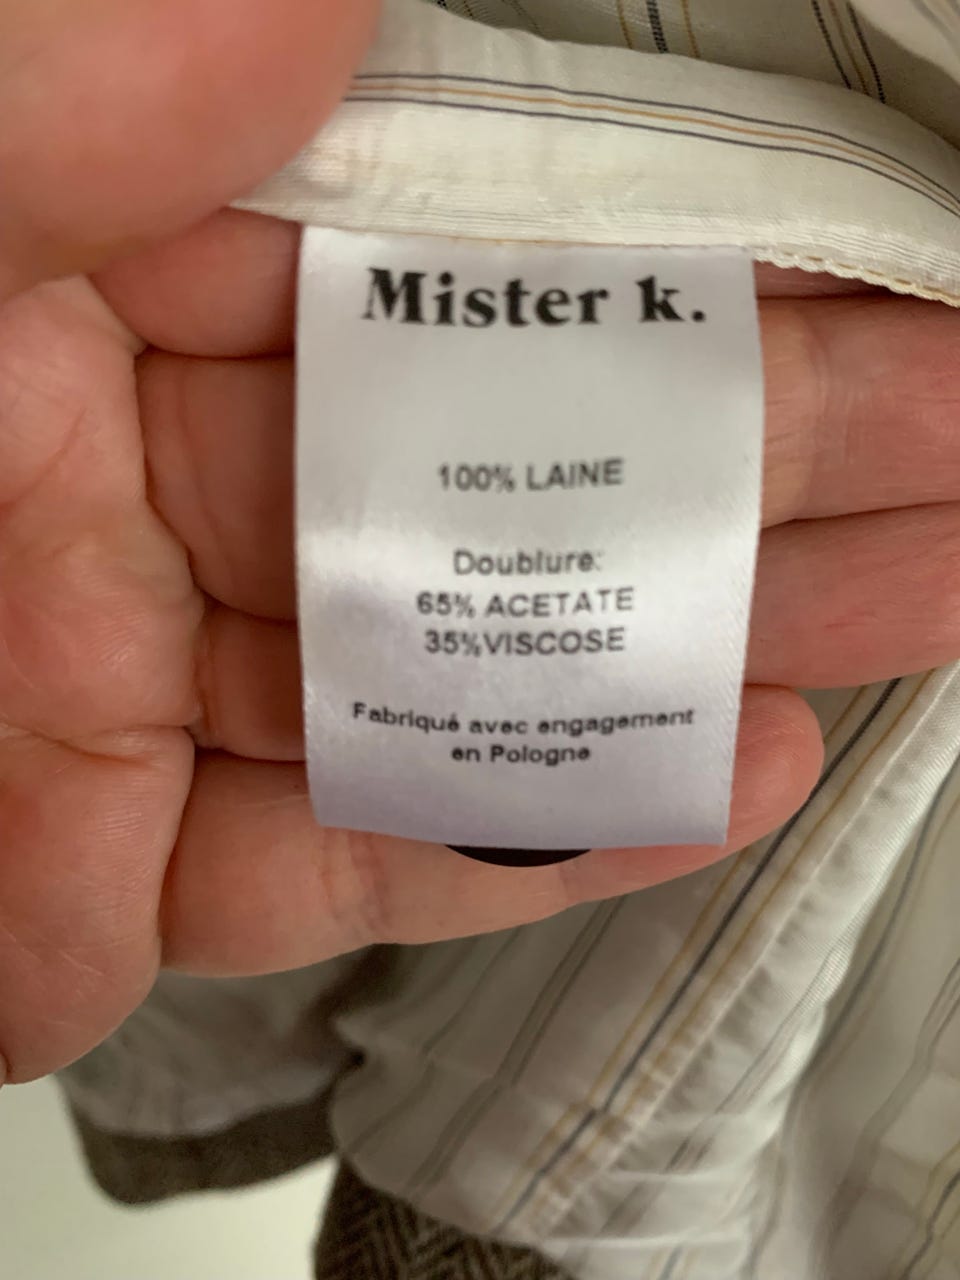 Mister k.
100% LAINE
Doublure:
65% ACETATE
35%VISCOSE
Fabriqué avec engagement
en Pologne